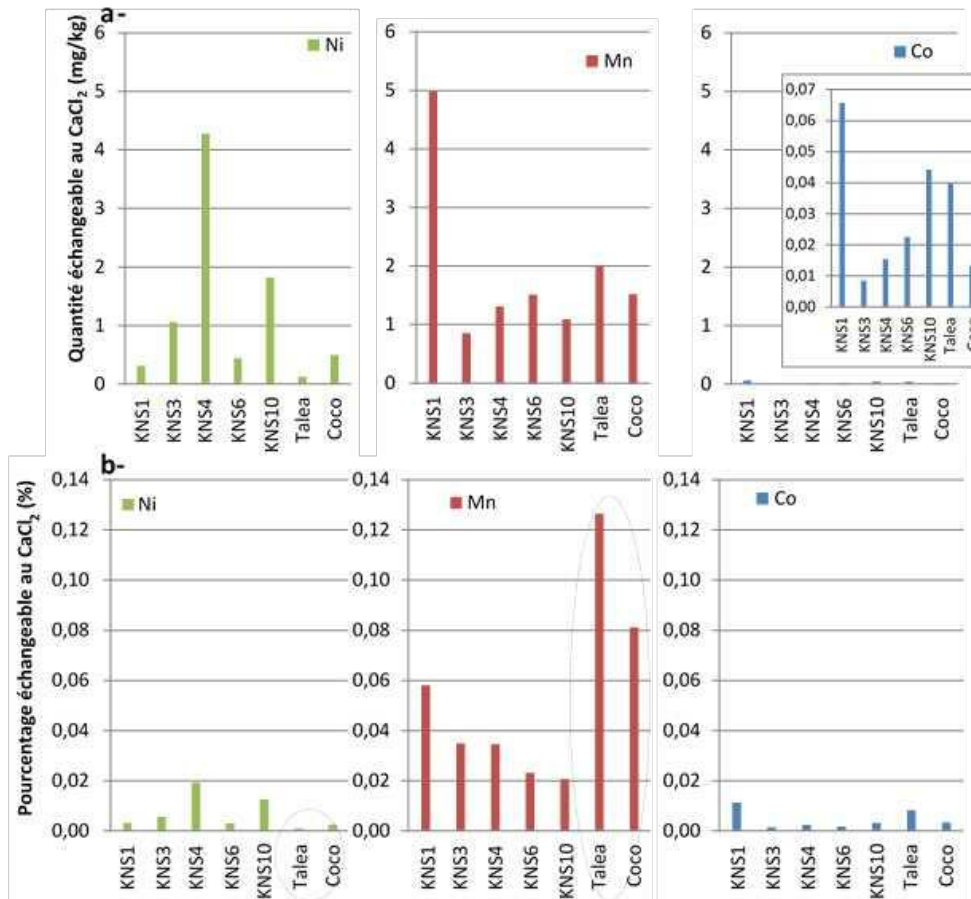 a-
Quantité échangeable au CaCl2 (mg/kg)
6
5
4
3
2
1
0
Ni
KNS1
KNS3
KNS4
KNS6
KNS10
Talea
Coco
6
5
4
3
2
1
0
Mn
KNS1
KNS3
KNS4
KNS6
KNS10
Talea
Coco
6
5
4
3
2
1
0
Co
KNS1
KNS3
KNS4
KNS6
KNS10
Talea
Coco
0,07
0,06
0,05
0,04
0,03
0,02
0,01
0,00
KNS1
KNS3
KNS4
KNS6
KNS10
Talea
b-
Pourcentage échangeable au CaCl2 (%)
0,14
0,12
0,10
0,08
0,06
0,04
0,02
0,00
Ni
KNS1
KNS3
KNS4
KNS6
KNS10
Talea
Coco
0,14
0,12
0,10
0,08
0,06
0,04
0,02
0,00
Mn
KNS1
KNS3
KNS4
KNS6
KNS10
Talea
Coco
0,14
0,12
0,10
0,08
0,06
0,04
0,02
0,00
Co
KNS1
KNS3
KNS4
KNS6
KNS10
Talea
Coco